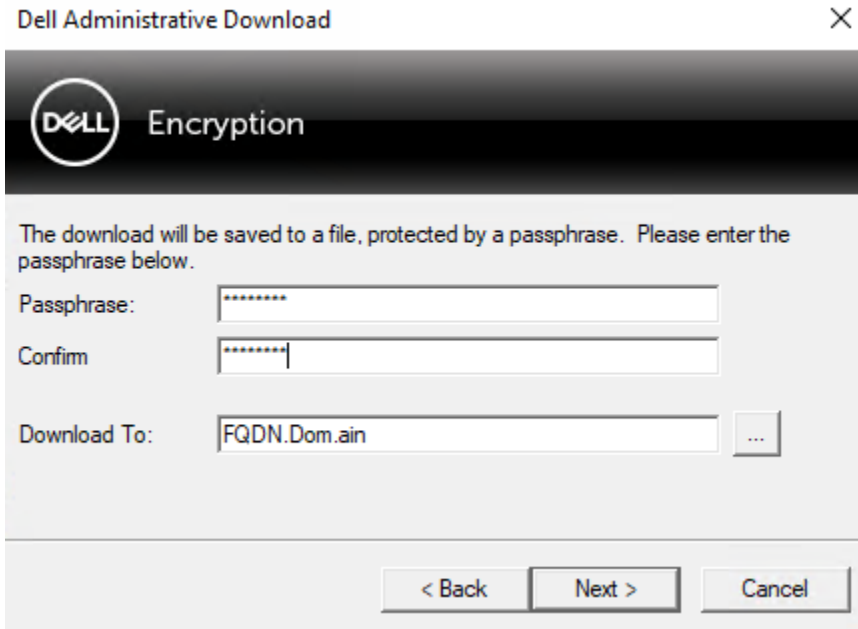 Dell Administrative Download
DELL
Encryption
The download will be saved to a file, protected by a passphrase. Please enter the
passphrase below.
Passphrase: ********
Confirm ********
Download To: FQDN.Dom.ain ...
< Back Next > Cancel